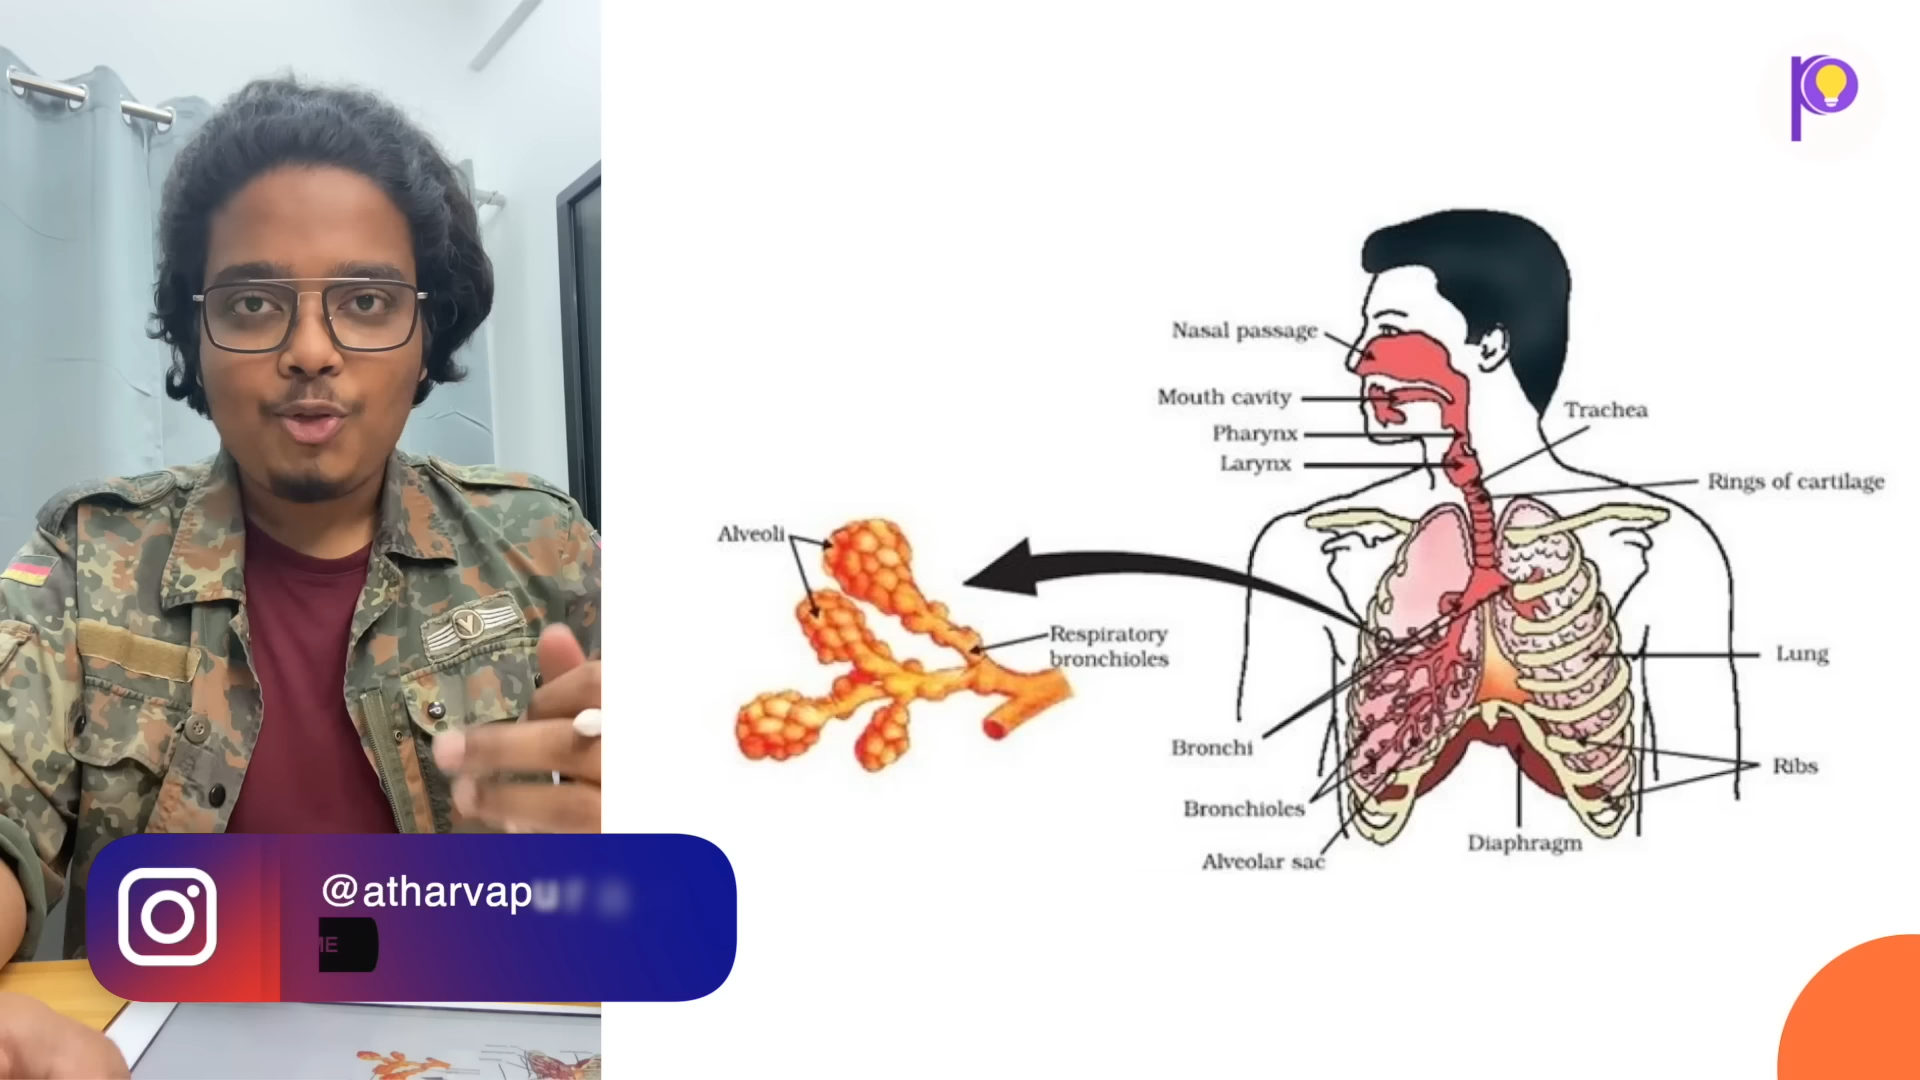 Nasal passage
Mouth cavity
Pharynx
Larynx
Trachea
Rings of cartilage
Alveoli
Respiratory
bronchioles
Lung
Bronchi
Ribs
Bronchioles
Diaphragm
Alveolar sac
@atharvap